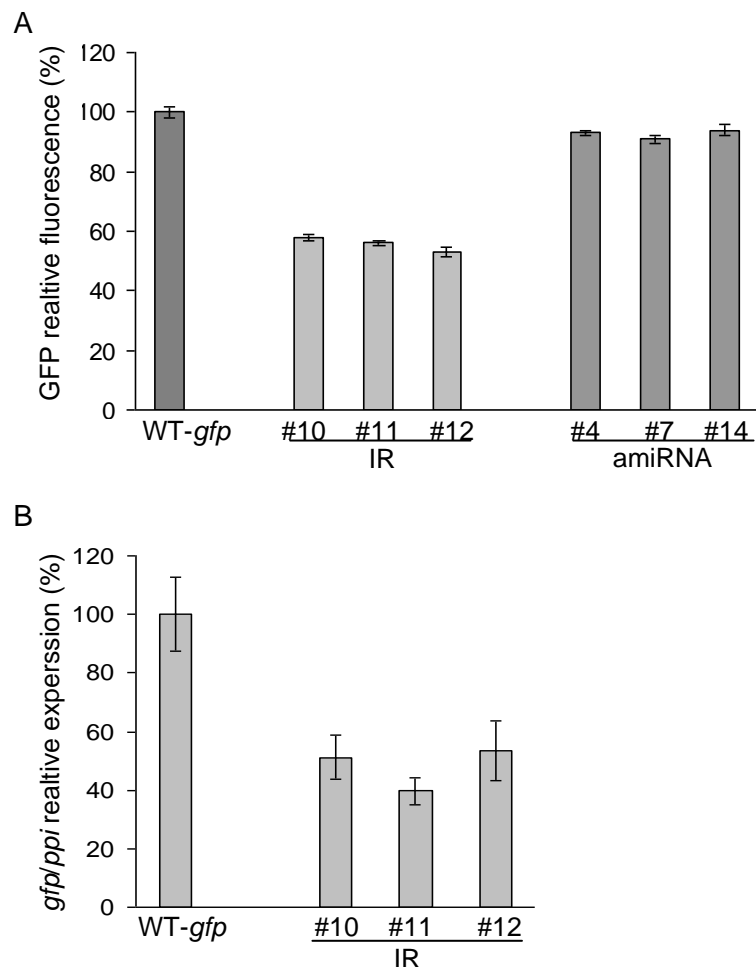 A
GFP realtive fluorescence (%)
120
100
80
60
40
20
0
WT-gfp
#10 #11 #12
IR
#4 #7 #14
amiRNA
B
gfp/ppi realtive experssion (%)
120
100
80
60
40
20
0
WT-gfp
#10 #11 #12
IR